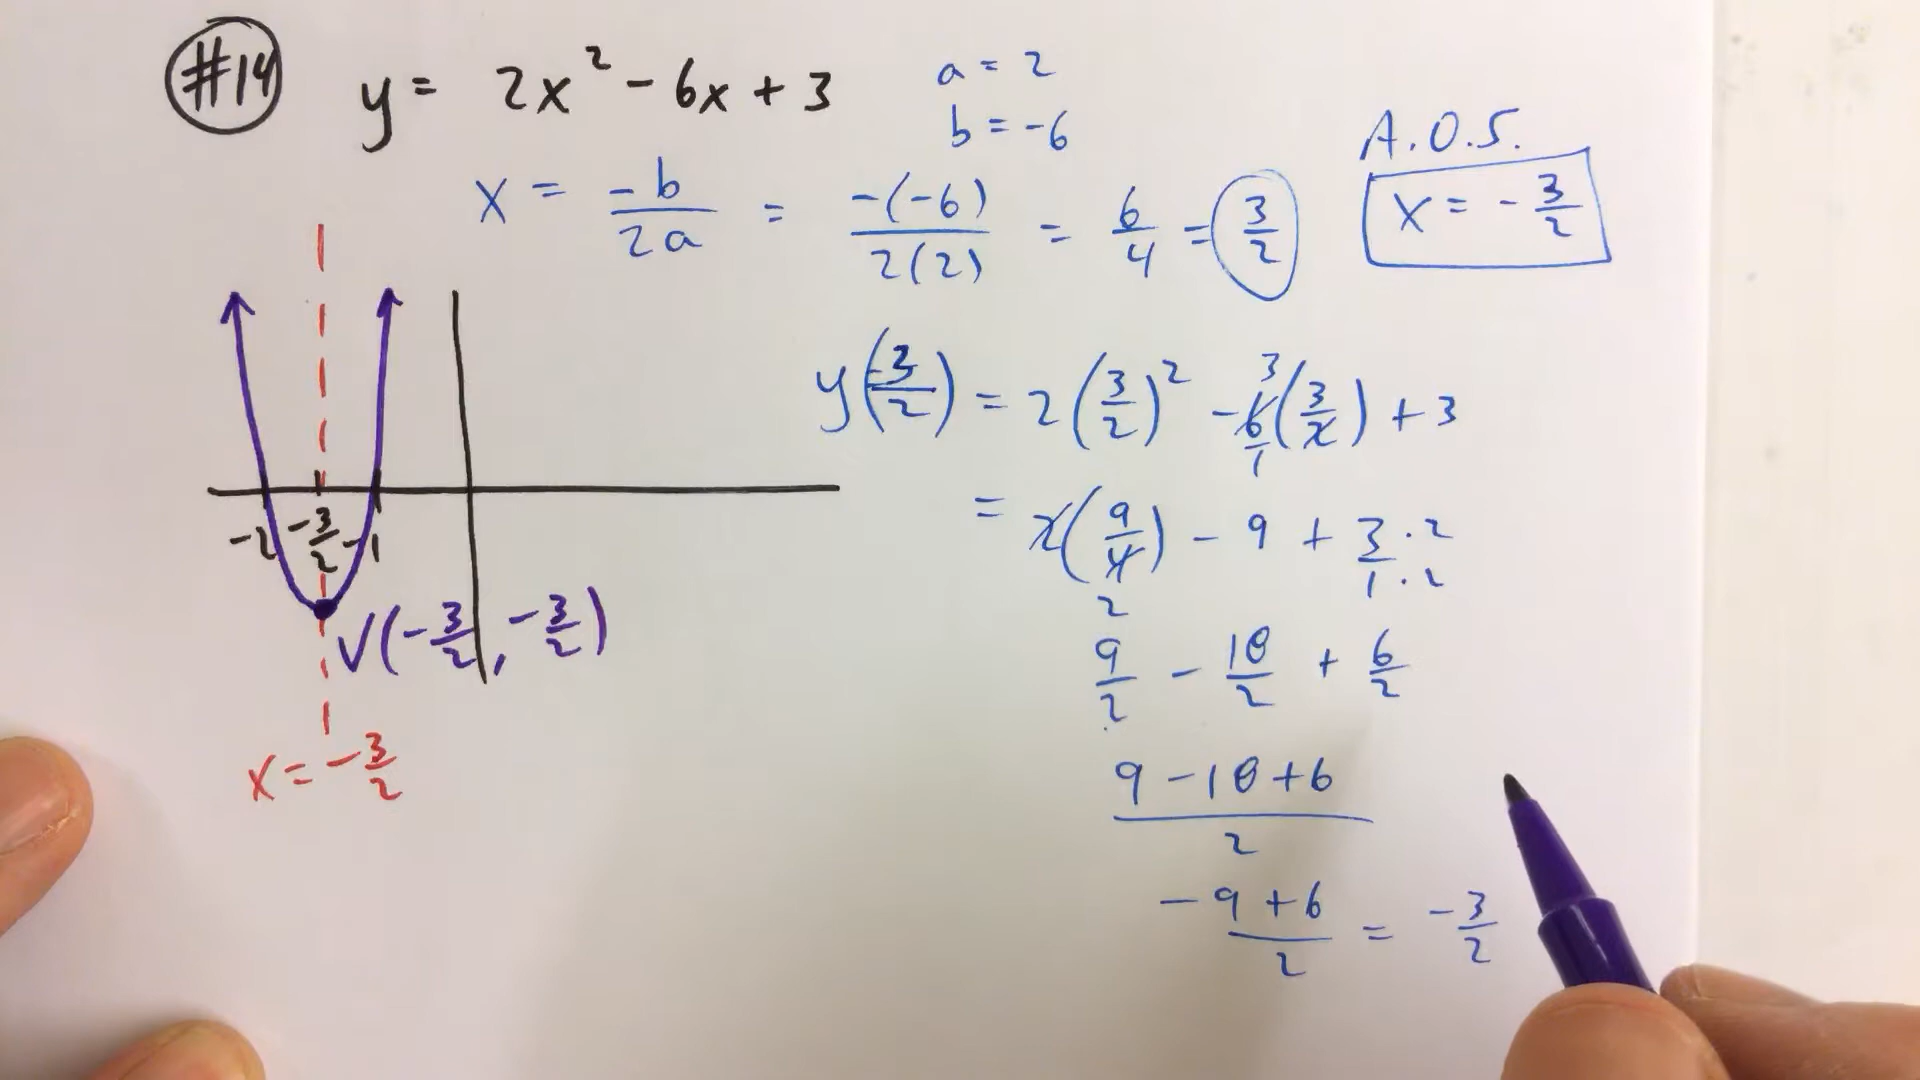 #14 y = 2x² - 6x + 3
a = 2
b = -6
x = -b/2a = -(-6)/2(2) = 6/4 = 3/2
A.O.S.
x = -3/2
y(-3/2) = 2(3/2)² - 6/1(3/2) + 3
3
= 2(9/4) - 9 + 3/1 · 2/2
2
9/2 - 18/2 + 6/2
9 - 18 + 6
2
-9 + 6/2 = -3/2
-2 -3/2 -1
V(-3/2, -3/2)
x = -3/2